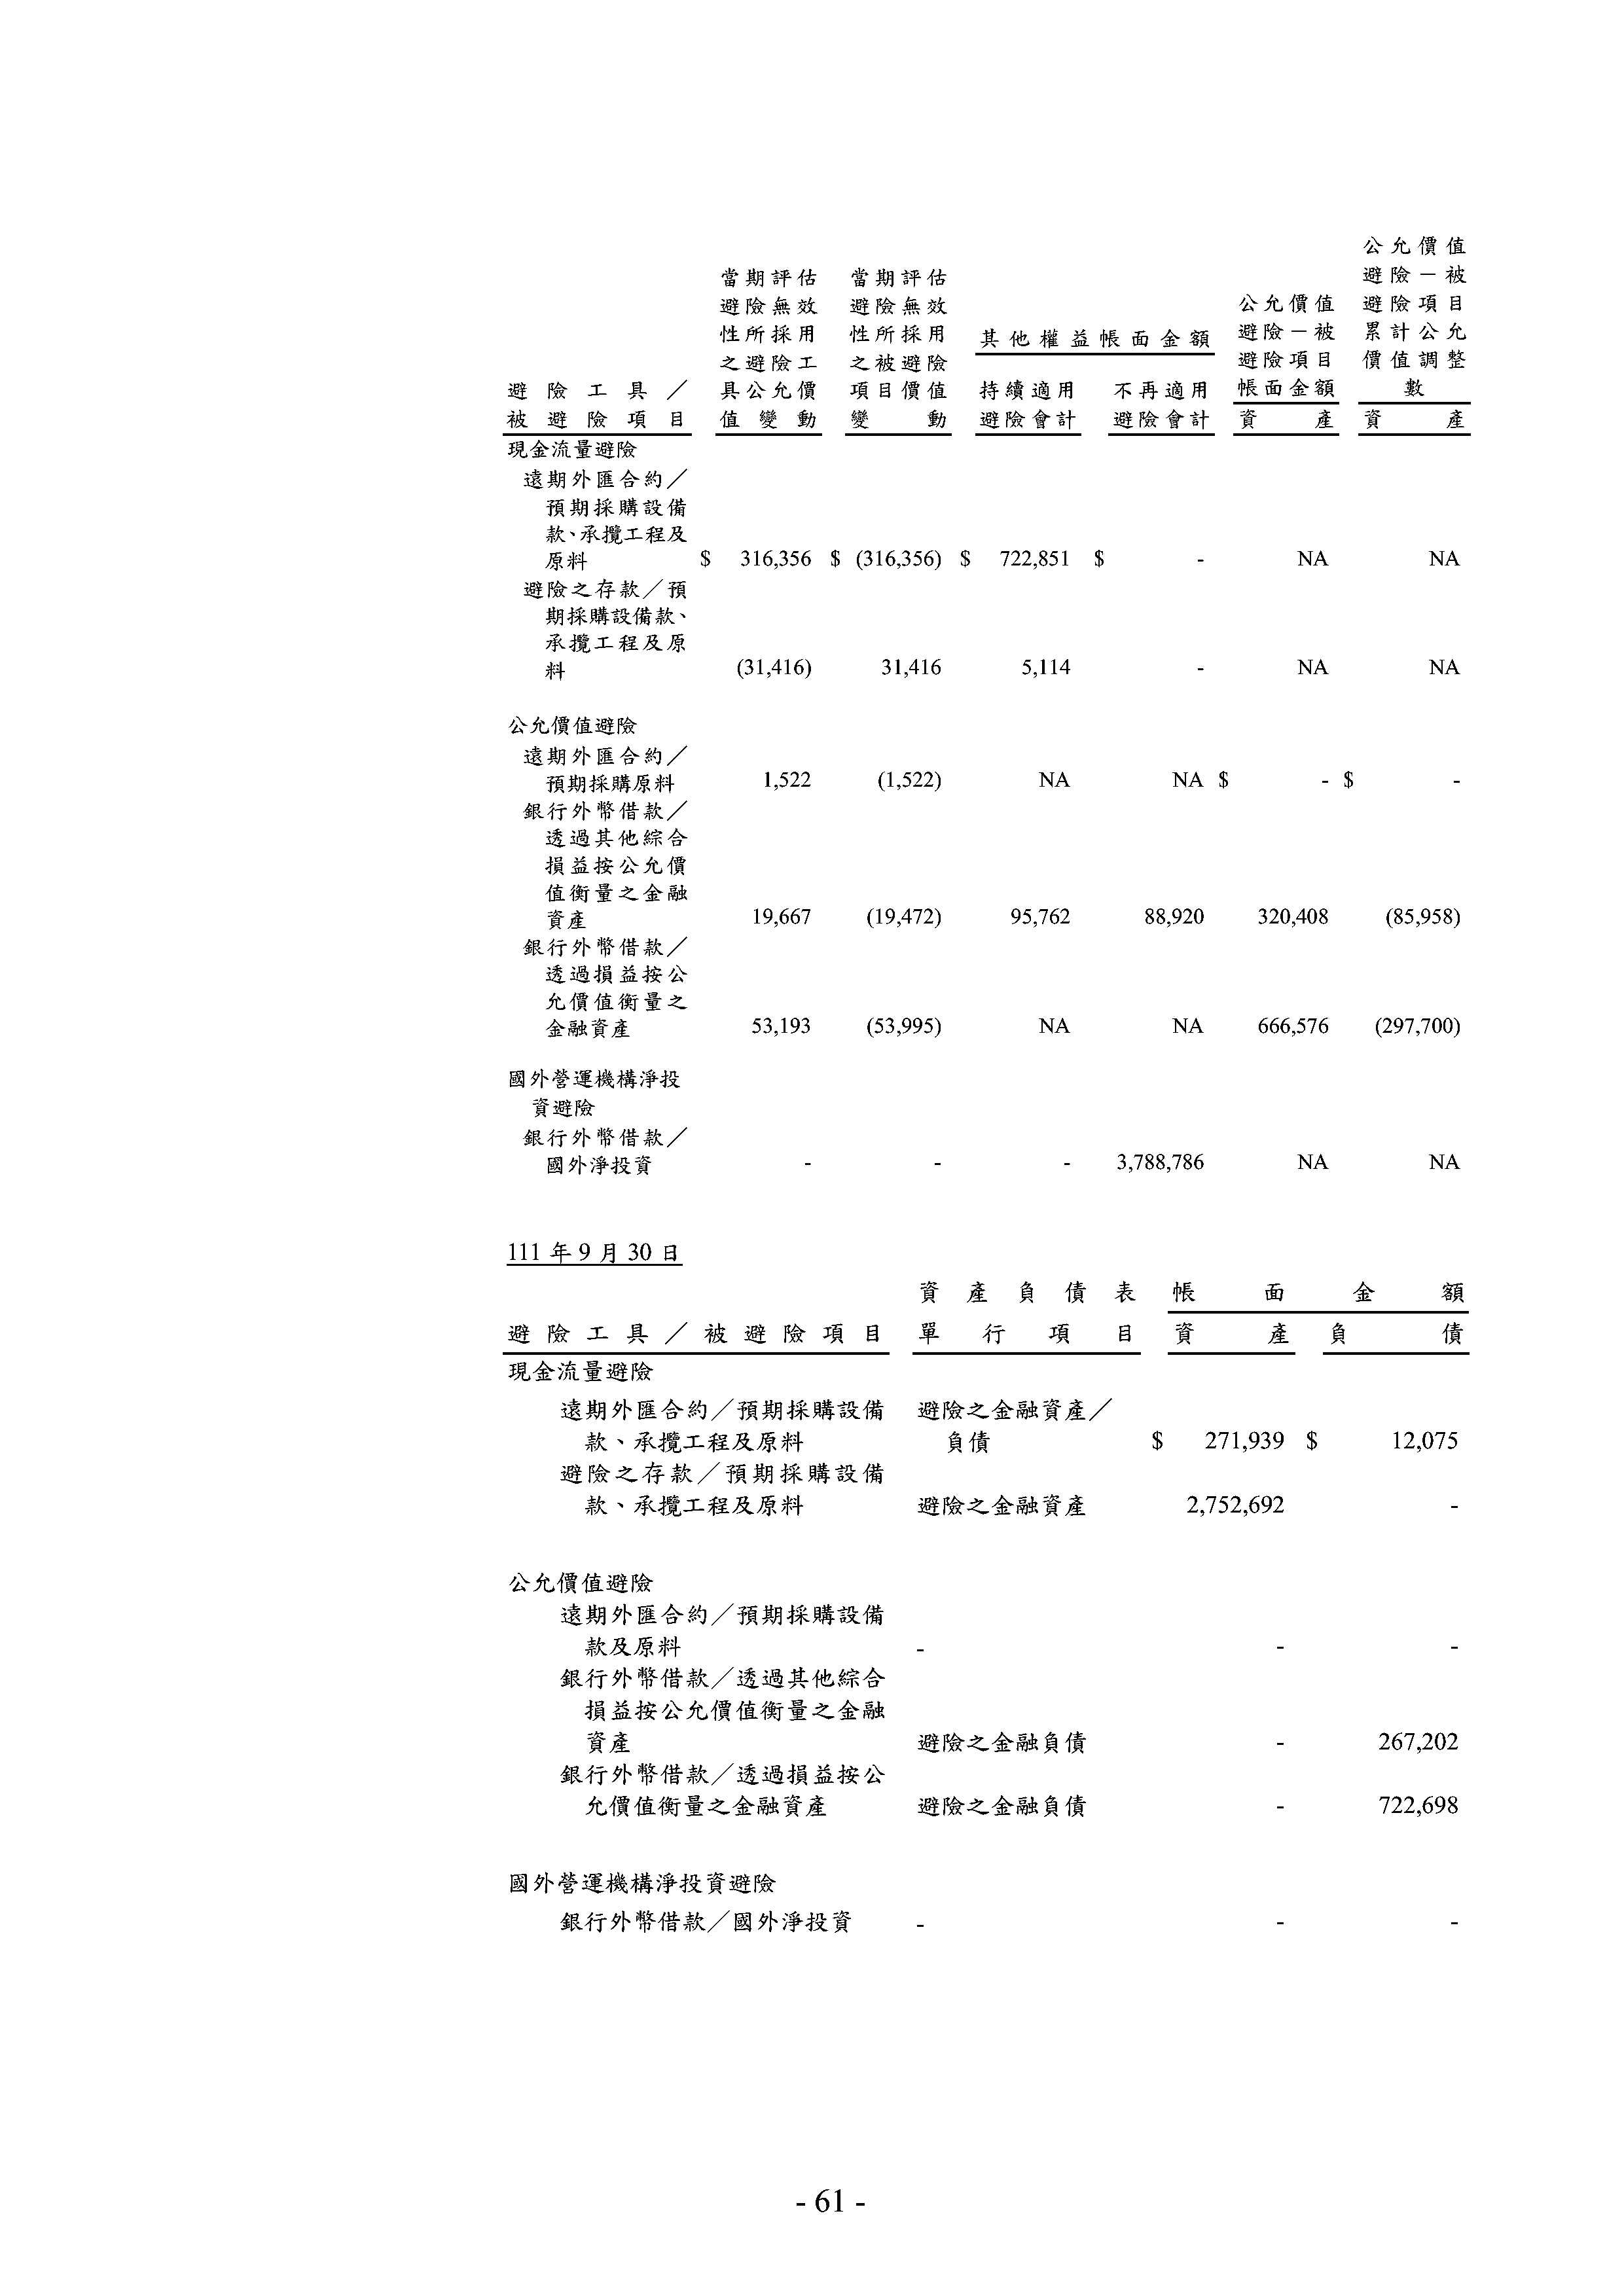 公允價值
避險－被
當期評估 當期評估
避險無效 避險無效 公允價值 避險項目
性所採用 性所採用 其他權益帳面金額 避險－被 累計公允
之避險工 之被避險 避險項目 價值調整
避險工具／ 具公允價 項目價值 持續適用 不再適用 帳面金額 數
被避險項目 值變動 變動 避險會計 避險會計 資產 資產
現金流量避險
遠期外匯合約／
預期採購設備
款、承攬工程及
原料 $ 316,356 $ (316,356) $ 722,851 $ - NA NA
避險之存款／預
期採購設備款、
承攬工程及原
料 (31,416) 31,416 5,114 - NA NA
公允價值避險
遠期外匯合約／
預期採購原料 1,522 (1,522) NA NA $ - $ -
銀行外幣借款／
透過其他綜合
損益按公允價
值衡量之金融
資產 19,667 (19,472) 95,762 88,920 320,408 (85,958)
銀行外幣借款／
透過損益按公
允價值衡量之
金融資產 53,193 (53,995) NA NA 666,576 (297,700)
國外營運機構淨投
資避險
銀行外幣借款／
國外淨投資 - - - 3,788,786 NA NA
111 年 9 月 30 日
資產負債表 帳面金額
避險工具／被避險項目 單行項目 資產 負債
現金流量避險
遠期外匯合約／預期採購設備 避險之金融資產／
款、承攬工程及原料 負債 $ 271,939 $ 12,075
避險之存款／預期採購設備
款、承攬工程及原料 避險之金融資產 2,752,692 -
公允價值避險
遠期外匯合約／預期採購設備
款及原料 - - -
銀行外幣借款／透過其他綜合
損益按公允價值衡量之金融
資產 避險之金融負債 - 267,202
銀行外幣借款／透過損益按公
允價值衡量之金融資產 避險之金融負債 - 722,698
國外營運機構淨投資避險
銀行外幣借款／國外淨投資 - - -
- 61 -